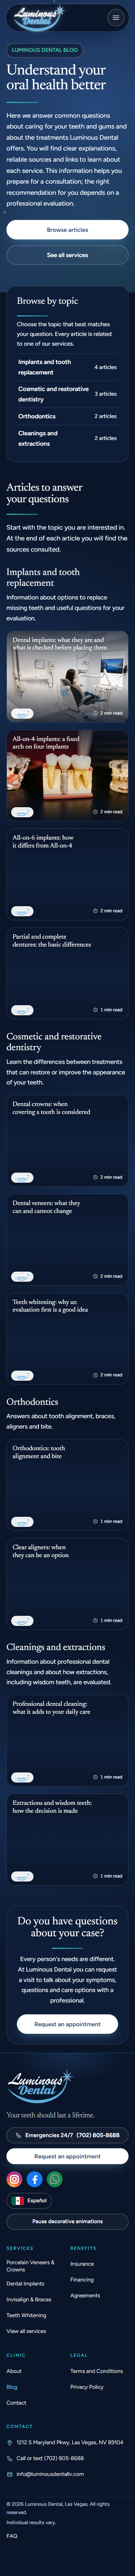 Luminous
Dental
LUMINOUS DENTAL BLOG
Understand your
oral health better
Here we answer common questions
about caring for your teeth and gums and
about the treatments Luminous Dental
offers. You will find clear explanations,
reliable sources and links to learn about
each service. This information helps you
prepare for a consultation; the right
recommendation for you depends on a
professional evaluation.
Browse articles
See all services
Browse by topic
Choose the topic that best matches
your question. Every article is related
to one of our services.
Implants and tooth
replacement
4 articles
Cosmetic and restorative
dentistry
3 articles
Orthodontics
2 articles
Cleanings and
extractions
2 articles
Articles to answer
your questions
Start with the topic you are interested in.
At the end of each article you will find the
sources consulted.
Implants and tooth
replacement
Information about options to replace
missing teeth and useful questions for your
evaluation.
Dental implants: what they are and
what is checked before placing them
2 min read
All-on-4 implants: a fixed
arch on four implants
2 min read
All-on-6 implants: how
it differs from All-on-4
2 min read
Partial and complete
dentures: the basic differences
1 min read
Cosmetic and restorative
dentistry
Learn the differences between treatments
that can restore or improve the appearance
of your teeth.
Dental crowns: when
covering a tooth is considered
2 min read
Dental veneers: what they
can and cannot change
2 min read
Teeth whitening: why an
evaluation first is a good idea
2 min read
Orthodontics
Answers about tooth alignment, braces,
aligners and bite.
Orthodontics: tooth
alignment and bite
1 min read
Clear aligners: when
they can be an option
1 min read
Cleanings and extractions
Information about professional dental
cleanings and about how extractions,
including wisdom teeth, are evaluated.
Professional dental cleaning:
what it adds to your daily care
1 min read
Extractions and wisdom teeth:
how the decision is made
1 min read
Do you have questions
about your case?
Every person's needs are different.
At Luminous Dental you can request
a visit to talk about your symptoms,
questions and care options with a
professional.
Request an appointment
Luminous
Dental
Your teeth should last a lifetime.
Emergencies 24/7 (702) 805-8688
Request an appointment
Español
Pause decorative animations
SERVICES
Porcelain Veneers &
Crowns
Dental Implants
Invisalign & Braces
Teeth Whitening
View all services
BENEFITS
Insurance
Financing
Agreements
CLINIC
About
Blog
Contact
LEGAL
Terms and Conditions
Privacy Policy
CONTACT
1212 S Maryland Pkwy, Las Vegas, NV 89104
Call or text (702) 805-8688
info@luminousdentallv.com
© 2026 Luminous Dental, Las Vegas. All rights
reserved.
Individual results vary.
FAQ